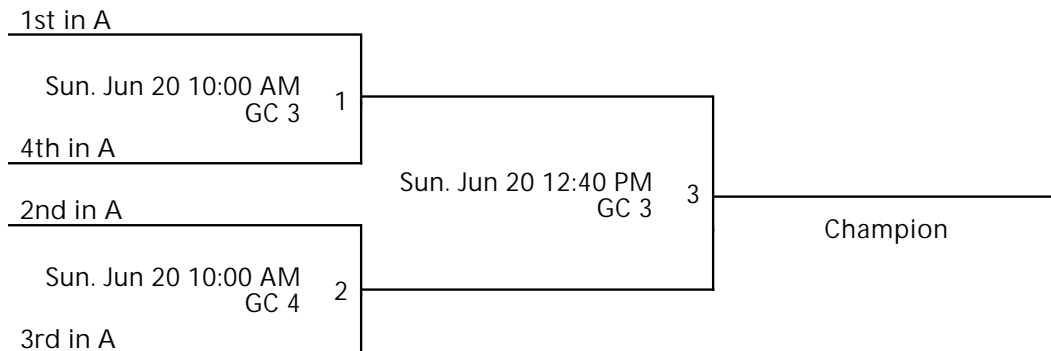 1st in A
Sun. Jun 20 10:00 AM
GC 3
1
4th in A
Sun. Jun 20 12:40 PM
GC 3
3
Champion
2nd in A
Sun. Jun 20 10:00 AM
GC 4
2
3rd in A